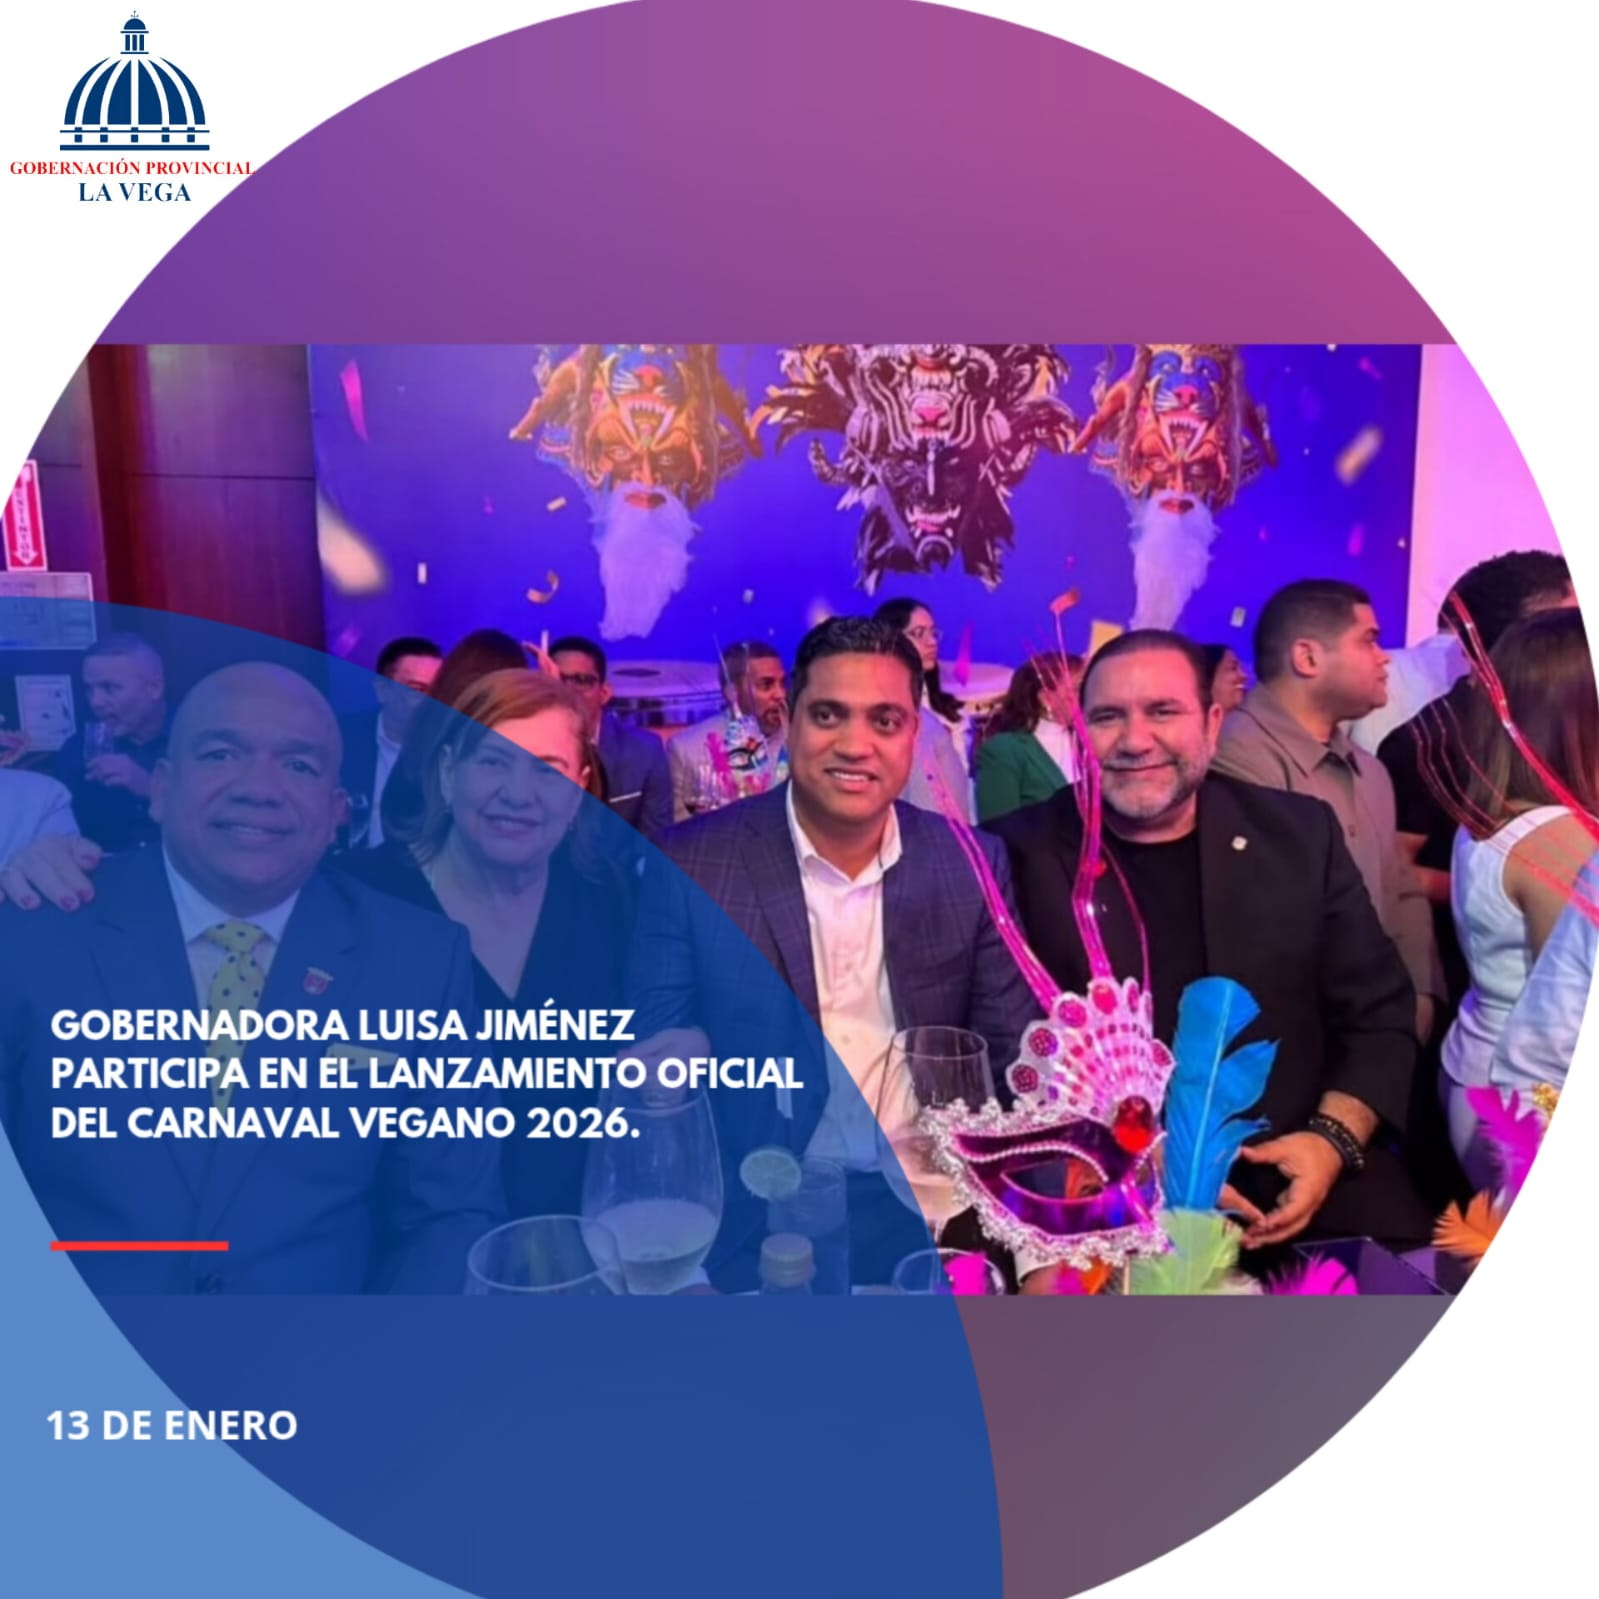 GOBERNACIÓN PROVINCIAL
LA VEGA
GOBERNADORA LUISA JIMÉNEZ
PARTICIPA EN EL LANZAMIENTO OFICIAL
DEL CARNAVAL VEGANO 2026.
13 DE ENERO